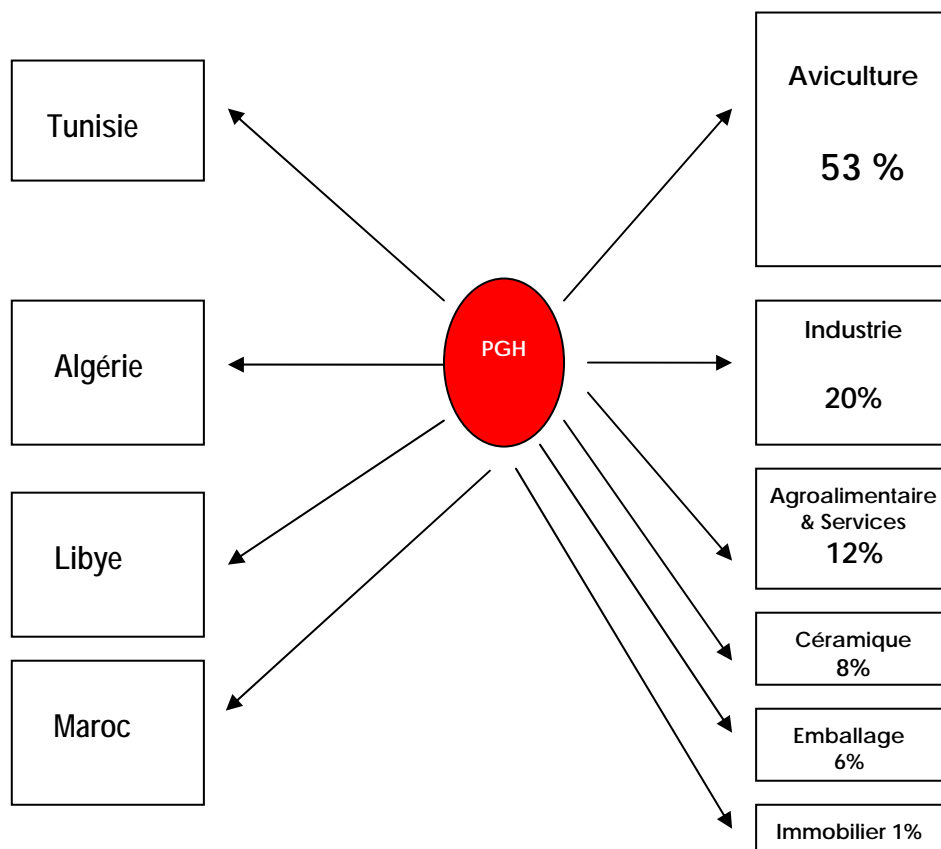 Tunisie
Algérie
Libye
Maroc
PGH
Aviculture
53 %
Industrie
20%
Agroalimentaire
& Services
12%
Céramique
8%
Emballage
6%
Immobilier 1%